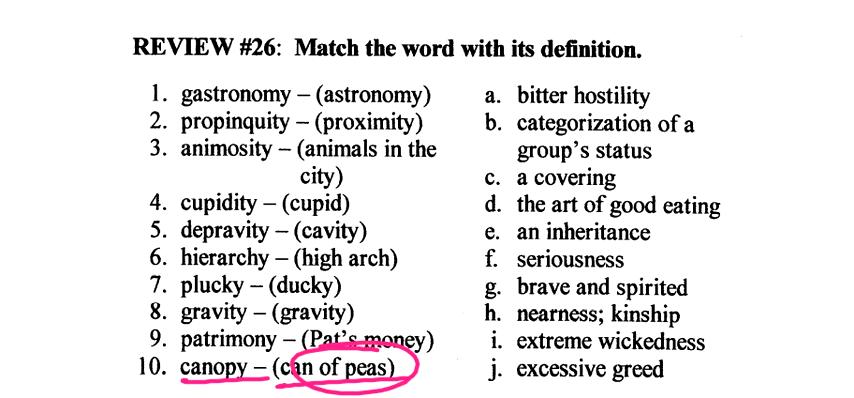 REVIEW #26: Match the word with its definition.
1. gastronomy – (astronomy)
2. propinquity – (proximity)
3. animosity – (animals in the
city)
4. cupidity – (cupid)
5. depravity – (cavity)
6. hierarchy – (high arch)
7. plucky – (ducky)
8. gravity – (gravity)
9. patrimony – (Pat's money)
10. canopy – (can of peas)
a. bitter hostility
b. categorization of a
group's status
c. a covering
d. the art of good eating
e. an inheritance
f. seriousness
g. brave and spirited
h. nearness; kinship
i. extreme wickedness
j. excessive greed